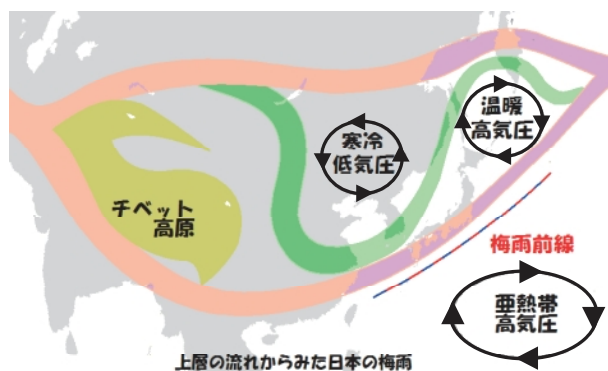 温暖
高気圧
寒冷
低気圧
チベット
高原
梅雨前線
亜熱帯
高気圧
上層の流れからみた日本の梅雨